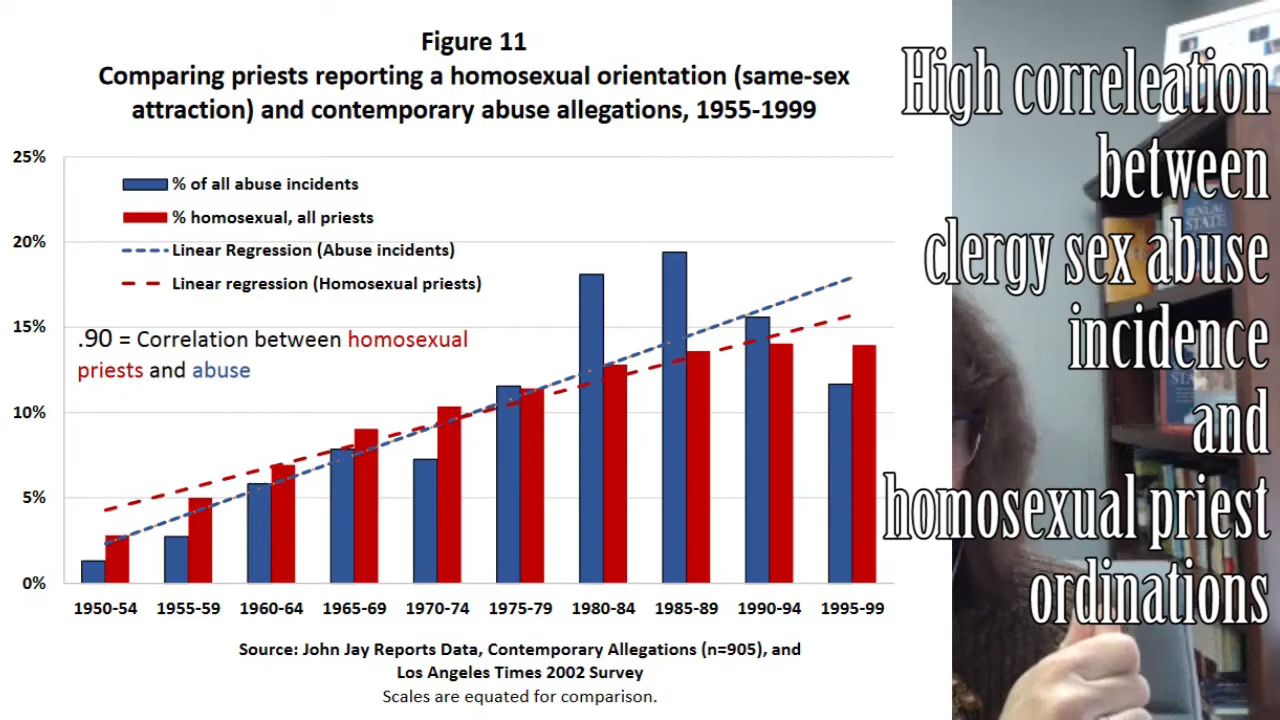 Figure 11
Comparing priests reporting a homosexual orientation (same-sex
attraction) and contemporary abuse allegations, 1955-1999
25%
20%
15%
10%
5%
0%
% of all abuse incidents
% homosexual, all priests
Linear Regression (Abuse incidents)
Linear regression (Homosexual priests)
.90 = Correlation between homosexual
priests and abuse
1950-54 1955-59 1960-64 1965-69 1970-74 1975-79 1980-84 1985-89 1990-94 1995-99
Source: John Jay Reports Data, Contemporary Allegations (n=905), and
Los Angeles Times 2002 Survey
Scales are equated for comparison.
High correleation
between
clergy sex abuse
incidence
and
homosexual priest
ordinations
SEXUAL
STATE